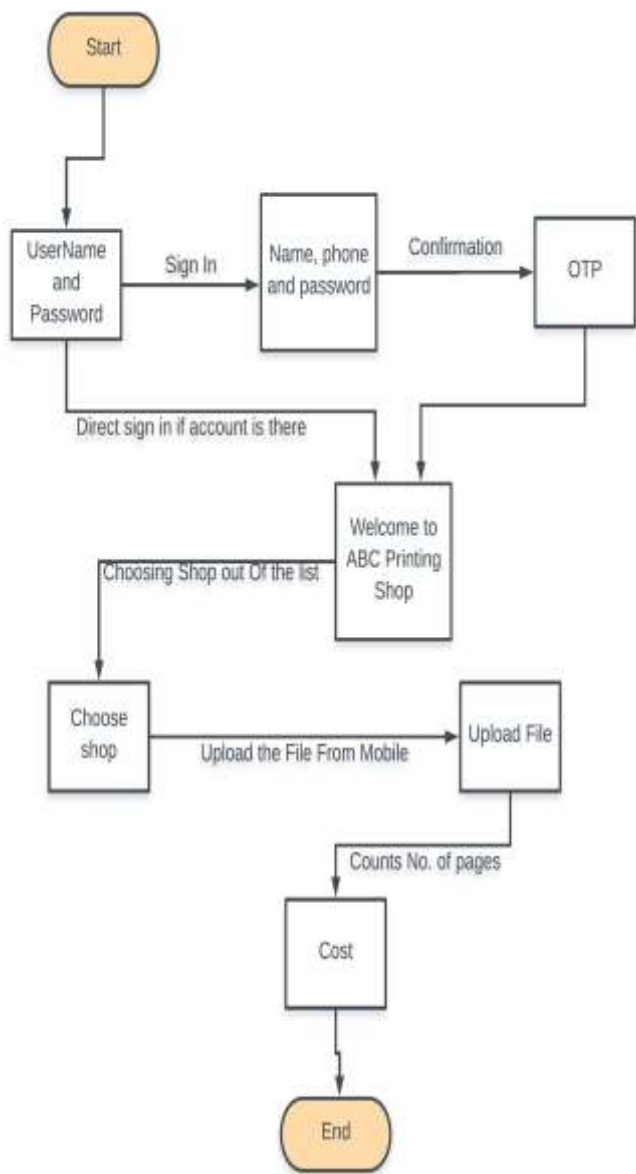 Start
UserName
and
Password
Sign In
Name, phone
and password
Confirmation
OTP
Direct sign in if account is there
Welcome to
ABC Printing
Shop
Choosing Shop out Of the list
Choose
shop
Upload the File From Mobile
Upload File
Counts No. of pages
Cost
End